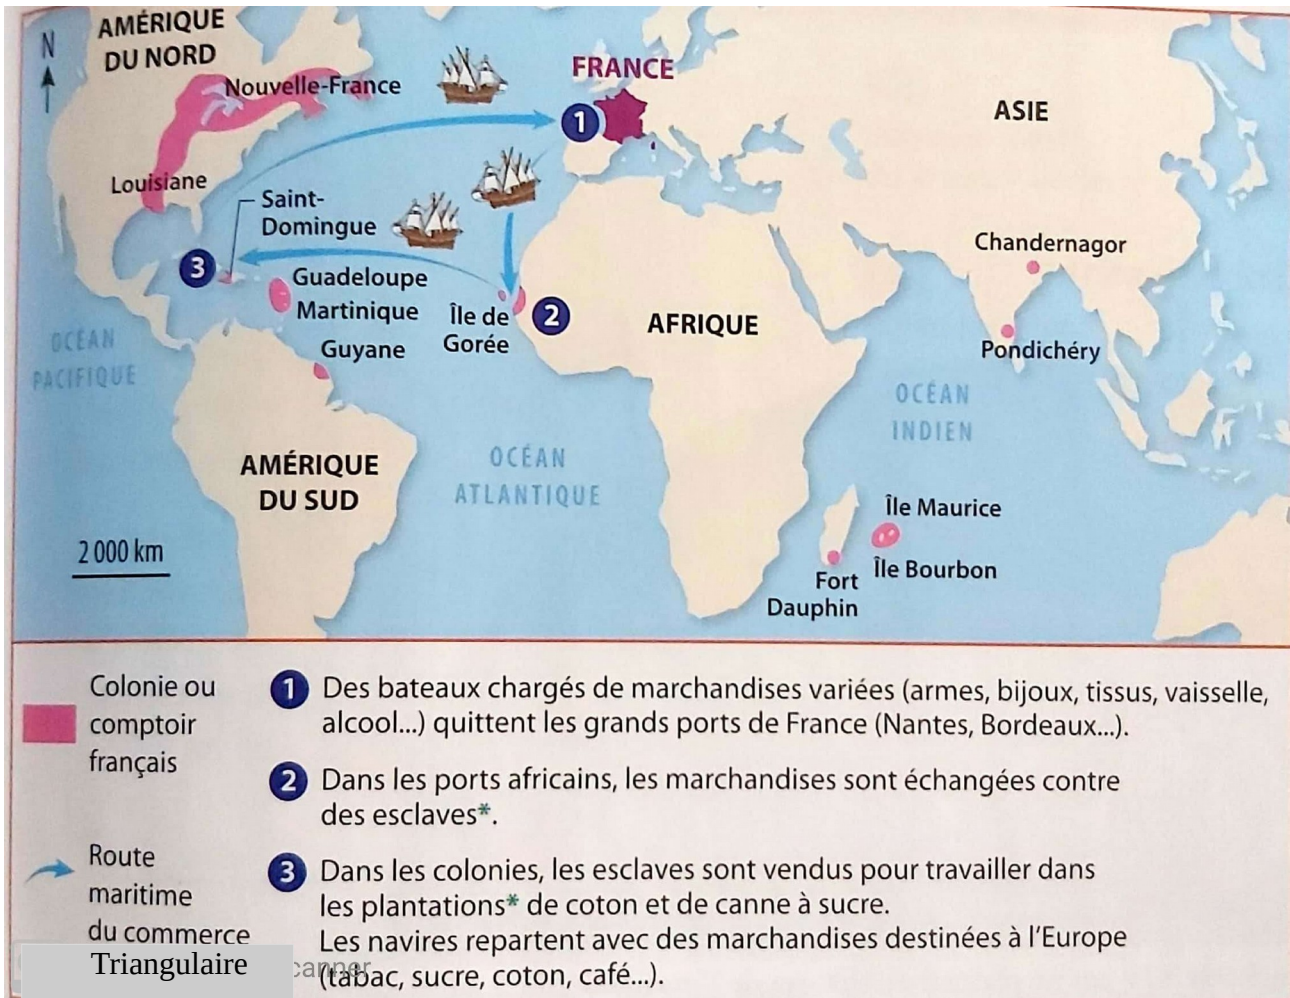 AMÉRIQUE
DU NORD
N
Nouvelle-France
FRANCE
1
ASIE
Louisiane
Saint-
Domingue
3
Chandernagor
Guadeloupe
Martinique
Île de
Gorée
2
AFRIQUE
Guyane
Pondichéry
OCÉAN
PACIFIQUE
OCÉAN
INDIEN
AMÉRIQUE
DU SUD
OCÉAN
ATLANTIQUE
2 000 km
Île Maurice
Île Bourbon
Fort
Dauphin
Colonie ou
comptoir
français
Route
maritime
du commerce
Triangulaire
1 Des bateaux chargés de marchandises variées (armes, bijoux, tissus, vaisselle,
alcool...) quittent les grands ports de France (Nantes, Bordeaux...).
2 Dans les ports africains, les marchandises sont échangées contre
des esclaves*.
3 Dans les colonies, les esclaves sont vendus pour travailler dans
les plantations* de coton et de canne à sucre.
Les navires repartent avec des marchandises destinées à l'Europe
(tabac, sucre, coton, café...).